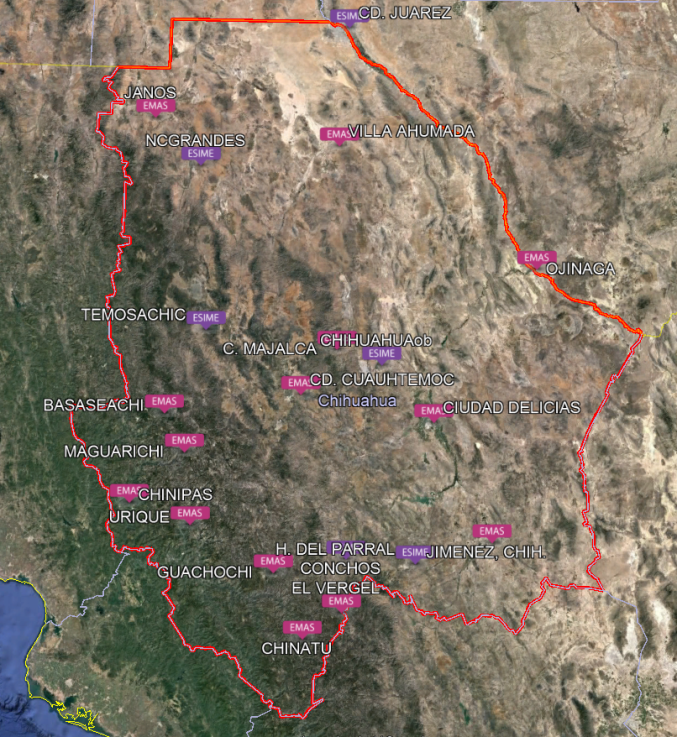 ESIME
CD. JUAREZ
JANOS
EMAS
EMAS
VILLA AHUMADA
NCGRANDES
ESIME
EMAS
OJINAGA
TEMOSACHIC
ESIME
CHIHUAHUAob
C. MAJALCA
ESIME
EMAS
CD. CUAUHTEMOC
Chihuahua
BASASEACHI
EMAS
EMAS
CIUDAD DELICIAS
MAGUARICHI
EMAS
EMAS
CHINIPAS
URIQUE
EMAS
EMAS
H. DEL PARRAL
ESIME
JIMENEZ, CHIH.
GUACHOCHI
EMAS
CONCHOS
EL VERGEL
EMAS
EMAS
CHINATU